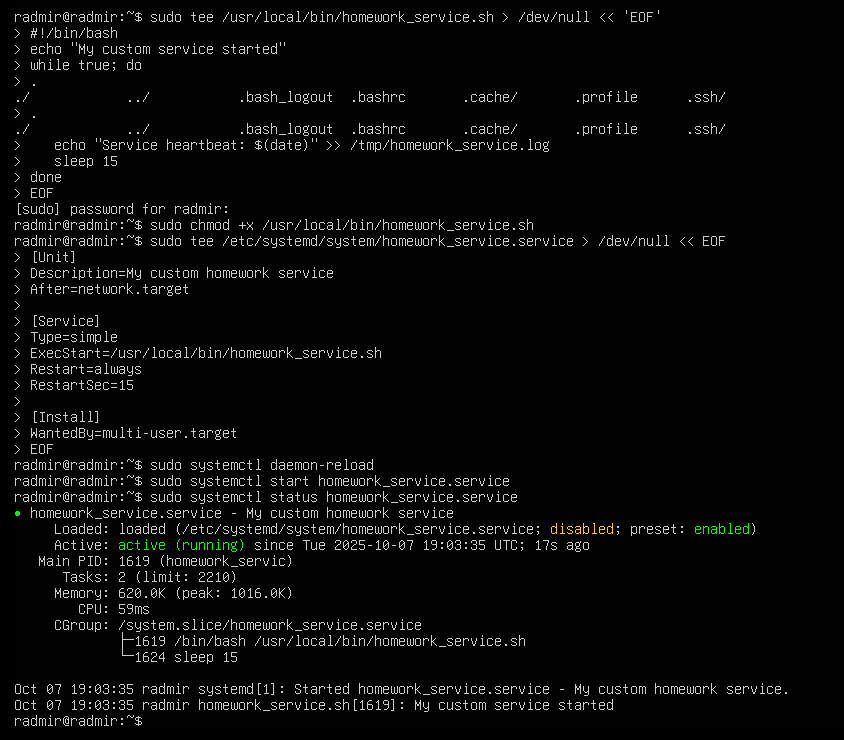 radmir@radmir:~$ sudo tee /usr/local/bin/homework_service.sh > /dev/null << 'EOF'
> #!/bin/bash
> echo "My custom service started"
> while true; do
> .
./            ../           .bash_logout  .bashrc       .cache/       .profile      .ssh/
> .
./            ../           .bash_logout  .bashrc       .cache/       .profile      .ssh/
>    echo "Service heartbeat: $(date)" >> /tmp/homework_service.log
>    sleep 15
> done
> EOF
[sudo] password for radmir:
radmir@radmir:~$ sudo chmod +x /usr/local/bin/homework_service.sh
radmir@radmir:~$ sudo tee /etc/systemd/system/homework_service.service > /dev/null << EOF
> [Unit]
> Description=My custom homework service
> After=network.target
>
> [Service]
> Type=simple
> ExecStart=/usr/local/bin/homework_service.sh
> Restart=always
> RestartSec=15
>
> [Install]
> WantedBy=multi-user.target
> EOF
radmir@radmir:~$ sudo systemctl daemon-reload
radmir@radmir:~$ sudo systemctl start homework_service.service
radmir@radmir:~$ sudo systemctl status homework_service.service
● homework_service.service - My custom homework service
     Loaded: loaded (/etc/systemd/system/homework_service.service; disabled; preset: enabled)
     Active: active (running) since Tue 2025-10-07 19:03:35 UTC; 17s ago
   Main PID: 1619 (homework_servic)
      Tasks: 2 (limit: 2210)
     Memory: 620.0K (peak: 1016.0K)
        CPU: 59ms
     CGroup: /system.slice/homework_service.service
             ├─1619 /bin/bash /usr/local/bin/homework_service.sh
             └─1624 sleep 15

Oct 07 19:03:35 radmir systemd[1]: Started homework_service.service - My custom homework service.
Oct 07 19:03:35 radmir homework_service.sh[1619]: My custom service started
radmir@radmir:~$